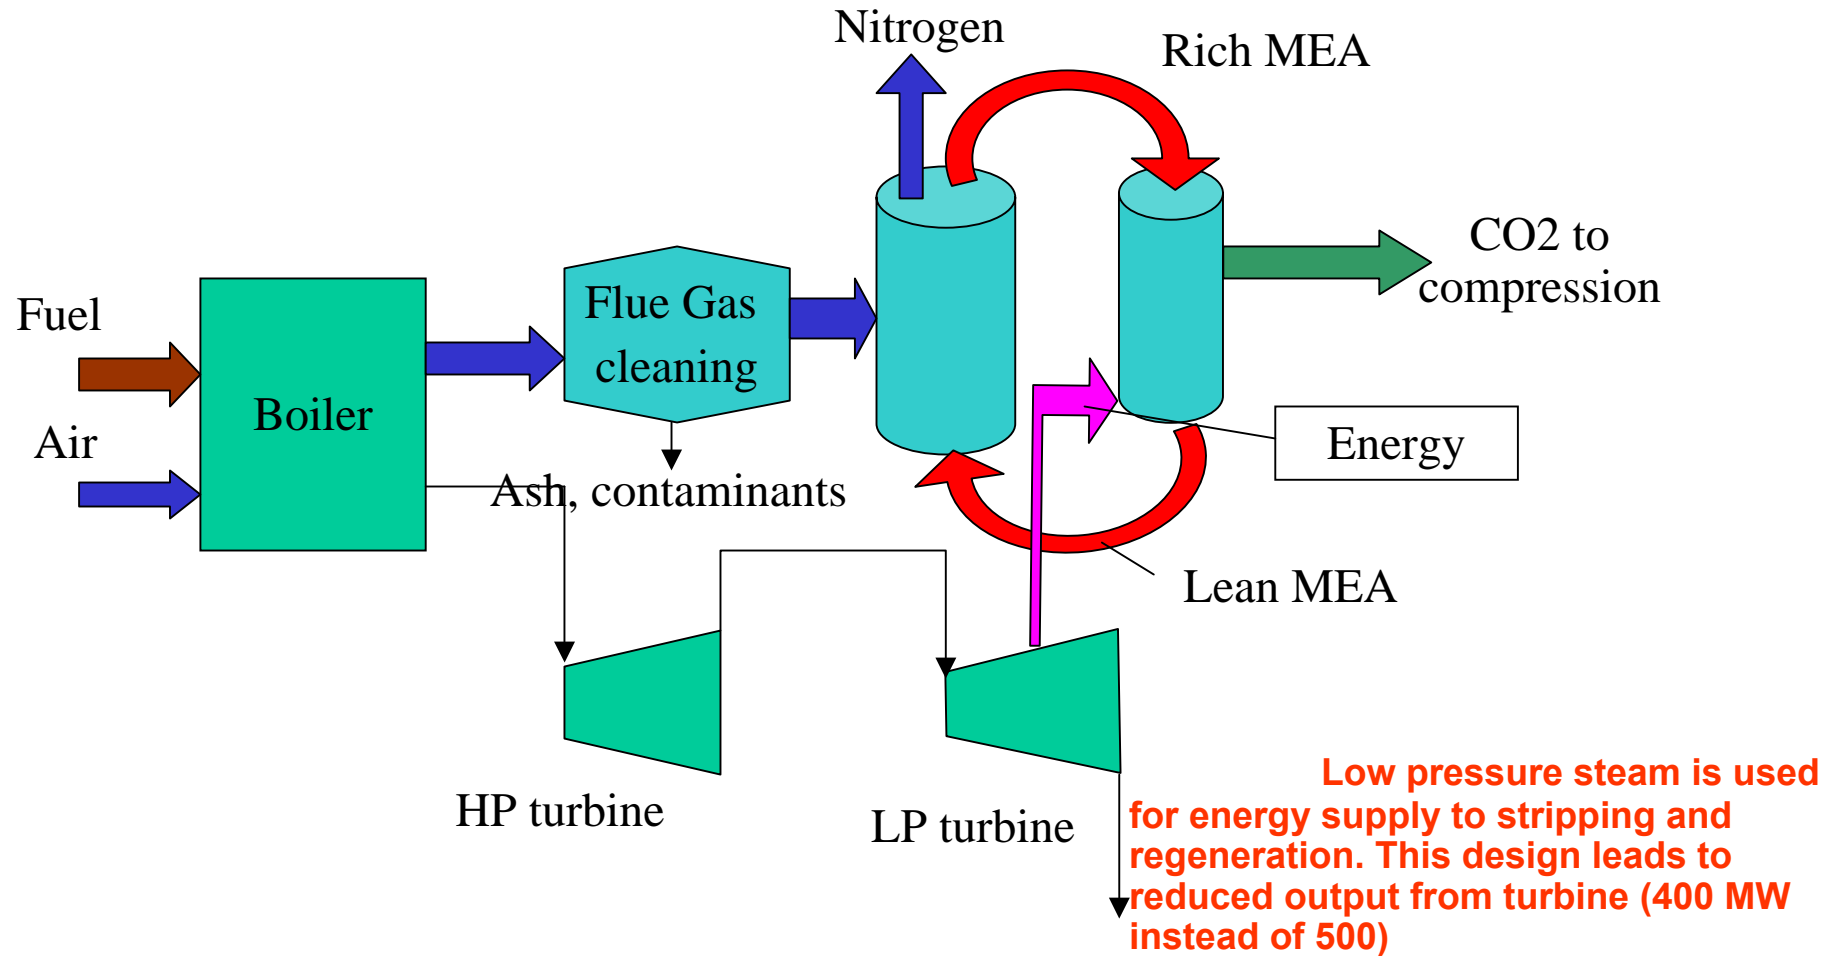 Nitrogen
Rich MEA
CO2 to
compression
Flue Gas
cleaning
Fuel
Boiler
Air
Energy
Ash, contaminants
Lean MEA
HP turbine
LP turbine
Low pressure steam is used
for energy supply to stripping and
regeneration. This design leads to
reduced output from turbine (400 MW
instead of 500)